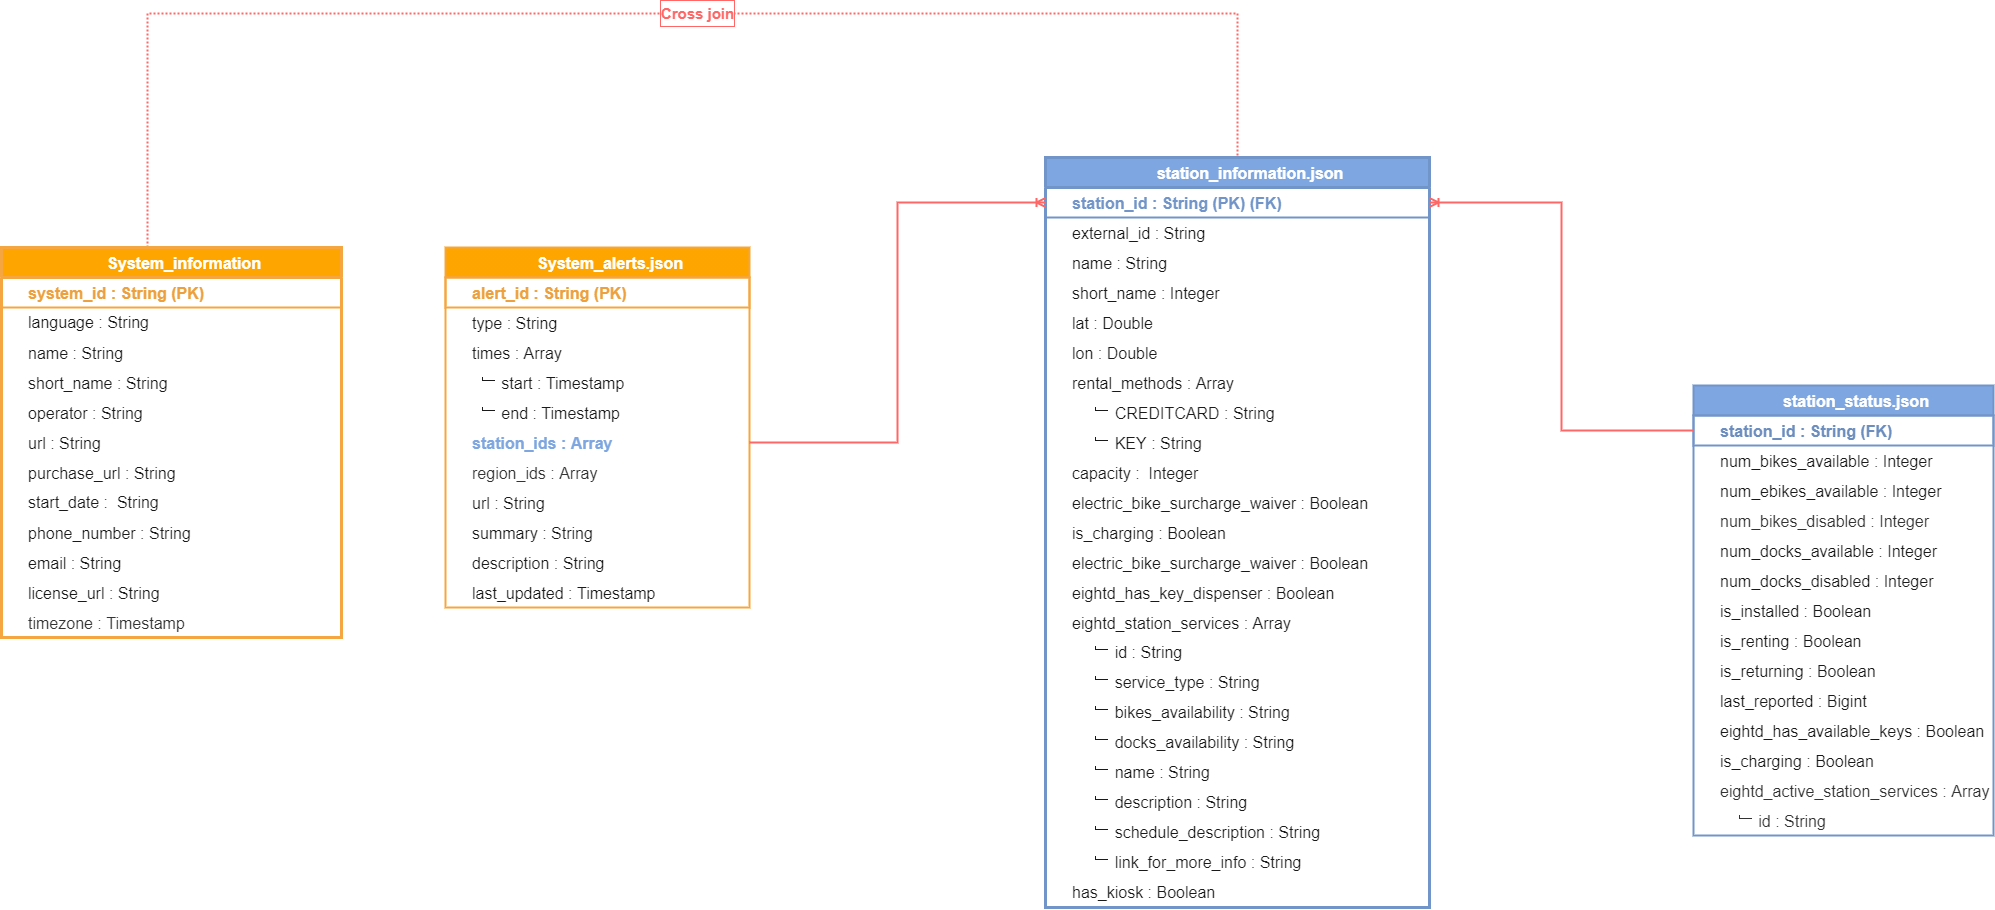 Cross join
System_information
system_id : String (PK)
language : String
name : String
short_name : String
operator : String
url : String
purchase_url : String
start_date :  String
phone_number : String
email : String
license_url : String
timezone : Timestamp
System_alerts.json
alert_id : String (PK)
type : String
times : Array
start : Timestamp
end : Timestamp
station_ids : Array
region_ids : Array
url : String
summary : String
description : String
last_updated : Timestamp
station_information.json
station_id : String (PK) (FK)
external_id : String
name : String
short_name : Integer
lat : Double
lon : Double
rental_methods : Array
CREDITCARD : String
KEY : String
capacity :  Integer
electric_bike_surcharge_waiver : Boolean
is_charging : Boolean
electric_bike_surcharge_waiver : Boolean
eightd_has_key_dispenser : Boolean
eightd_station_services : Array
id : String
service_type : String
bikes_availability : String
docks_availability : String
name : String
description : String
schedule_description : String
link_for_more_info : String
has_kiosk : Boolean
station_status.json
station_id : String (FK)
num_bikes_available : Integer
num_ebikes_available : Integer
num_bikes_disabled : Integer
num_docks_available : Integer
num_docks_disabled : Integer
is_installed : Boolean
is_renting : Boolean
is_returning : Boolean
last_reported : Bigint
eightd_has_available_keys : Boolean
is_charging : Boolean
eightd_active_station_services : Array
id : String